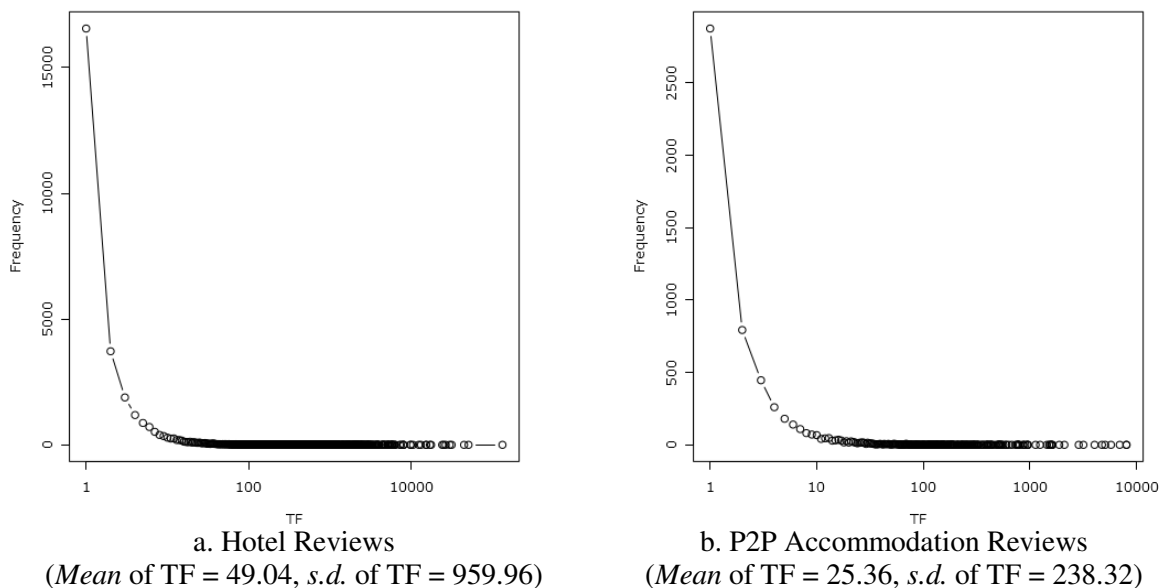 15000
10000
5000
0
Frequency
1
100
10000
TF
a. Hotel Reviews
(Mean of TF = 49.04, s.d. of TF = 959.96)
2500
2000
1500
1000
500
0
Frequency
1
10
100
1000
10000
TF
b. P2P Accommodation Reviews
(Mean of TF = 25.36, s.d. of TF = 238.32)